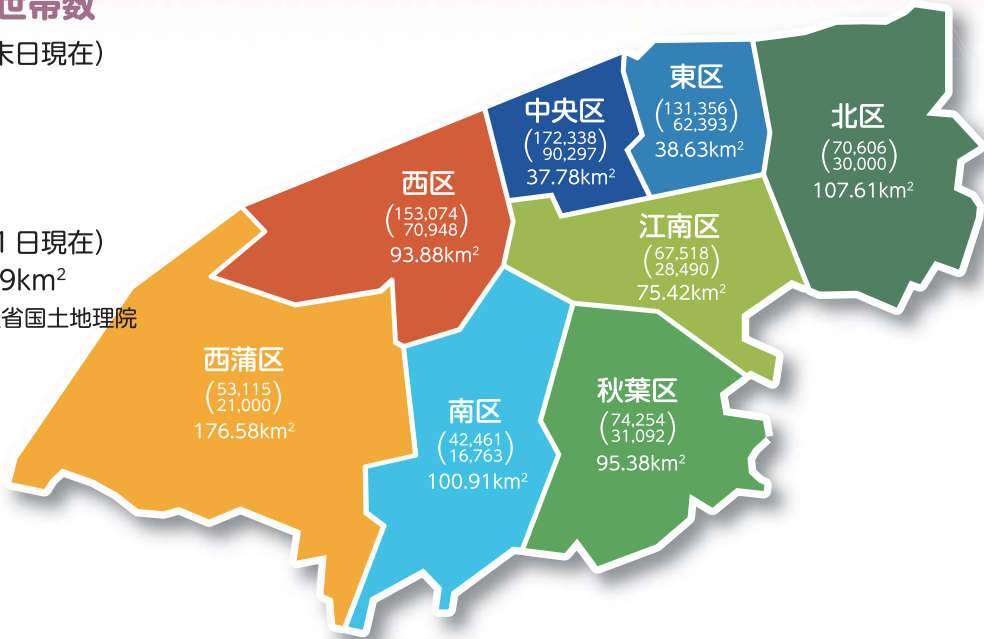 世帯数
末日現在）
1日現在）
9km²
省国土地理院
中央区
(172,338
90,297)
37.78km²
東区
(131,356
62,393)
38.63km²
北区
(70,606
30,000)
107.61km²
西区
(153,074
70,948)
93.88km²
江南区
(67,518
28,490)
75.42km²
西蒲区
(53,115
21,000)
176.58km²
南区
(42,461
16,763)
100.91km²
秋葉区
(74,254
31,092)
95.38km²